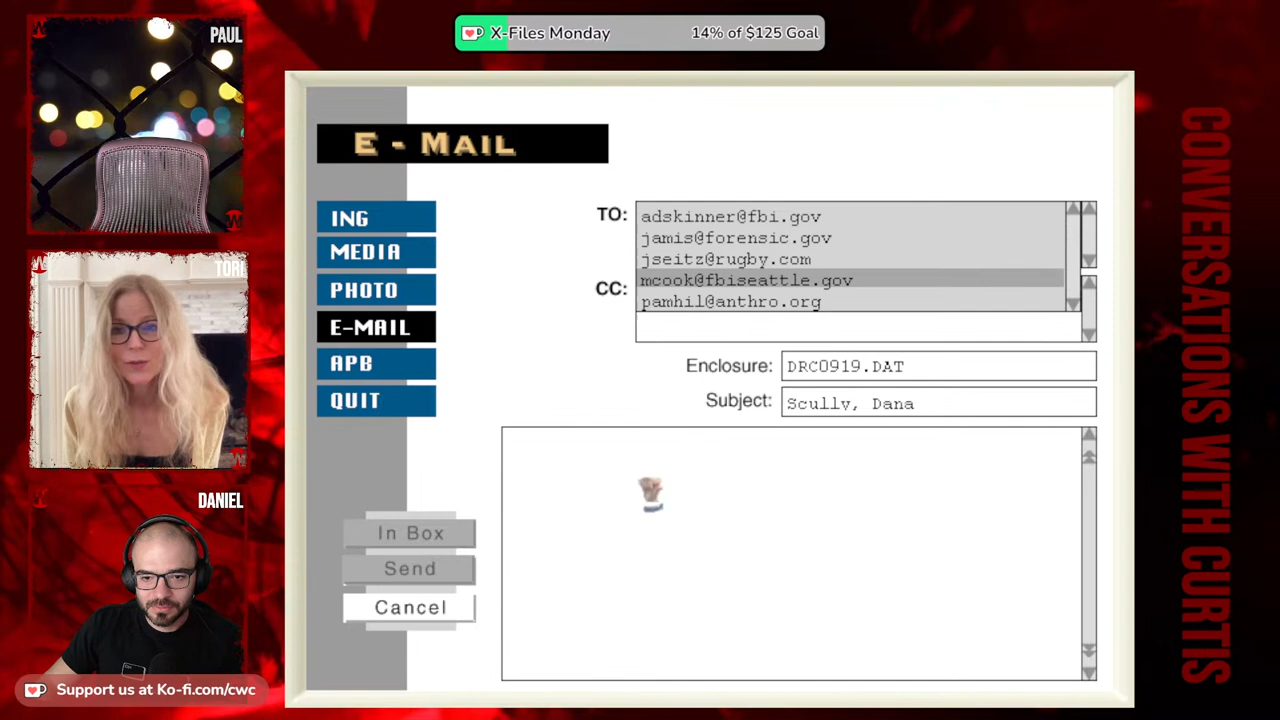 X-Files Monday
14% of $125 Goal
PAUL
TORI
DANIEL
Support us at Ko-fi.com/cwc
E - MAIL
ING
MEDIA
PHOTO
E-MAIL
APB
QUIT
In Box
Send
Cancel
TO:
adskinner@fbi.gov
jamis@forensic.gov
jseitz@rugby.com
mcook@fbiseattle.gov
pamhil@anthro.org
CC:
Enclosure: DRC0919.DAT
Subject: Scully, Dana
CONVERSATIONS WITH CURTIS